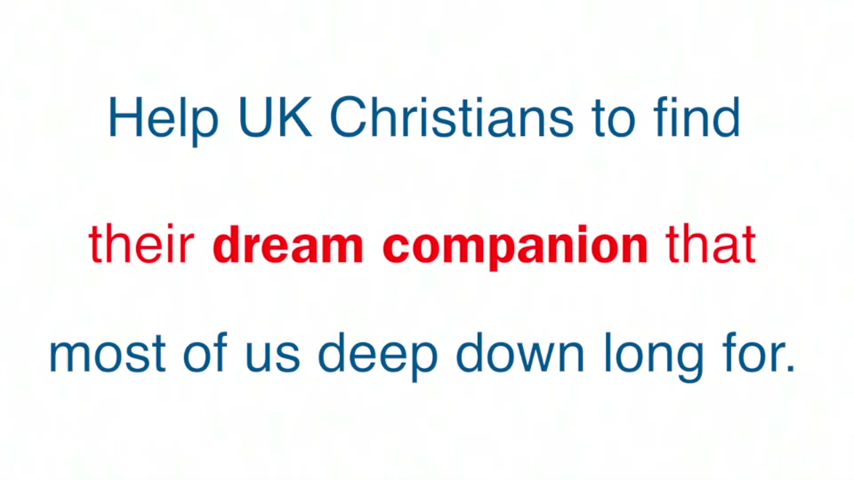 Help UK Christians to find
their dream companion that
most of us deep down long for.